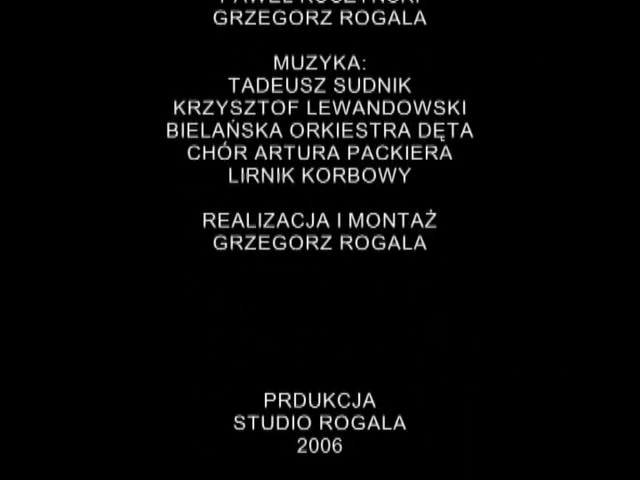 GRZEGORZ ROGALA
MUZYKA:
TADEUSZ SUDNIK
KRZYSZTOF LEWANDOWSKI
BIELAŃSKA ORKIESTRA DĘTA
CHÓR ARTURA PACKIERA
LIRNIK KORBOWY
REALIZACJA I MONTAŻ
GRZEGORZ ROGALA
PRDUKCJA
STUDIO ROGALA
2006